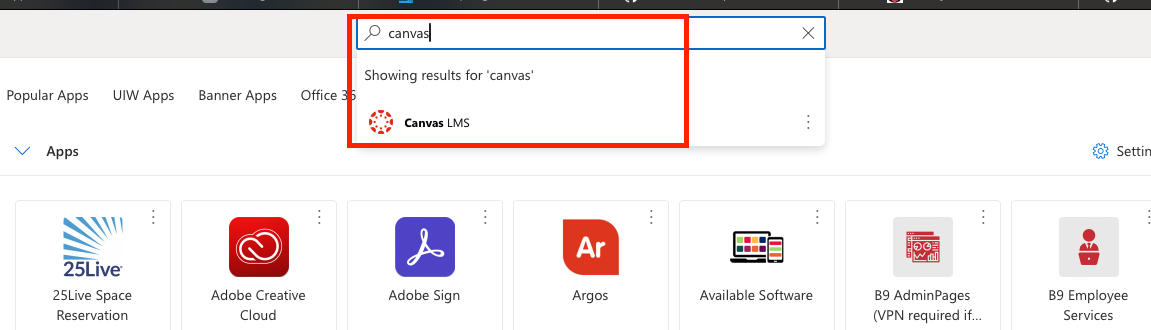 canvas
Showing results for 'canvas'
Popular Apps UIW Apps Banner Apps Office 36
Canvas LMS
Apps
Settin
25Live
Ar
25Live Space Reservation
Adobe Creative Cloud
Adobe Sign
Argos
Available Software
B9 AdminPages (VPN required if...
B9 Employee Services